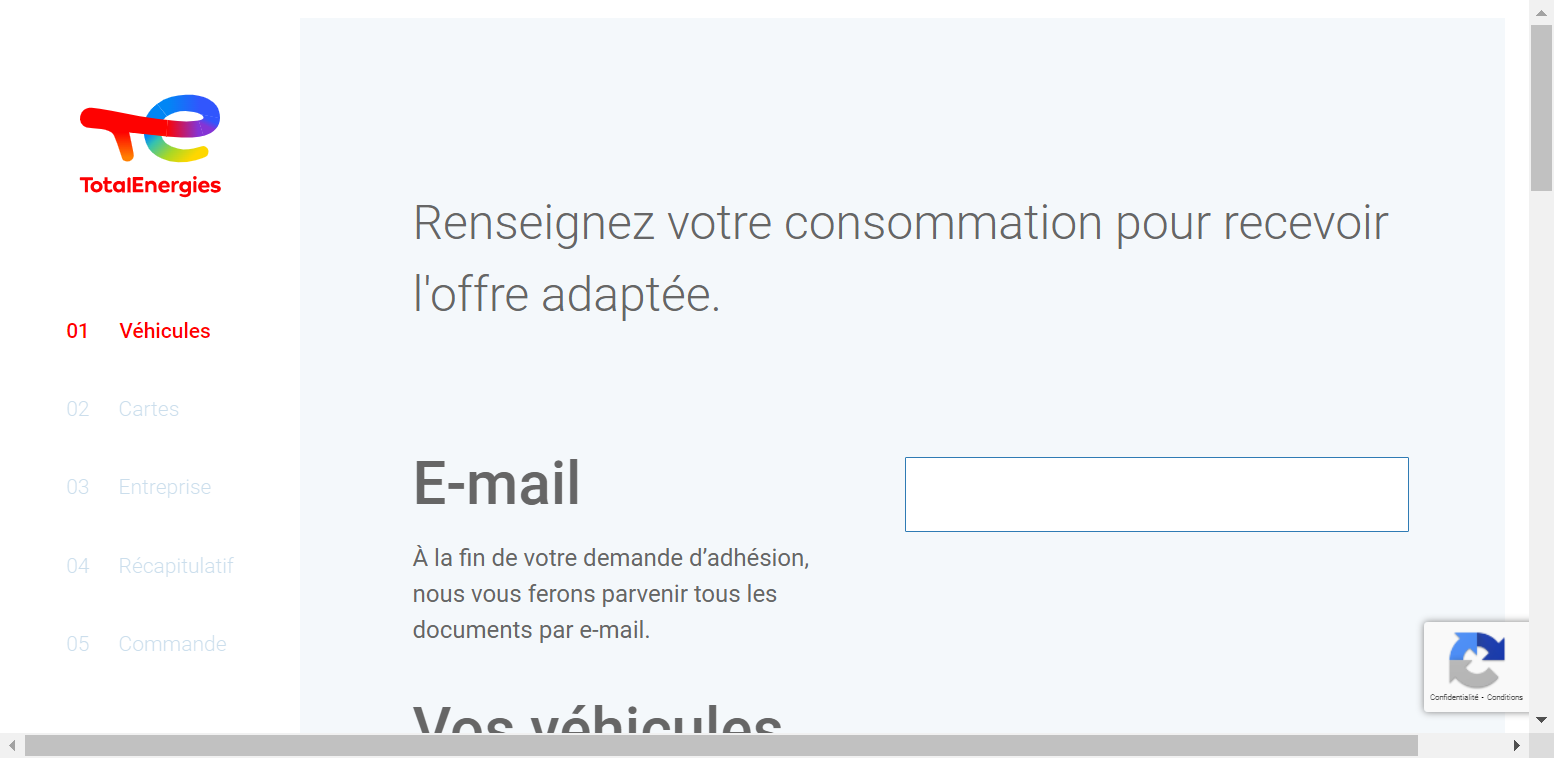 TotalEnergies
01 Véhicules
02 Cartes
03 Entreprise
04 Récapitulatif
05 Commande
Renseignez votre consommation pour recevoir
l'offre adaptée.
E-mail
À la fin de votre demande d’adhésion,
nous vous ferons parvenir tous les
documents par e-mail.
Vos véhicules
Confidentialité - Conditions